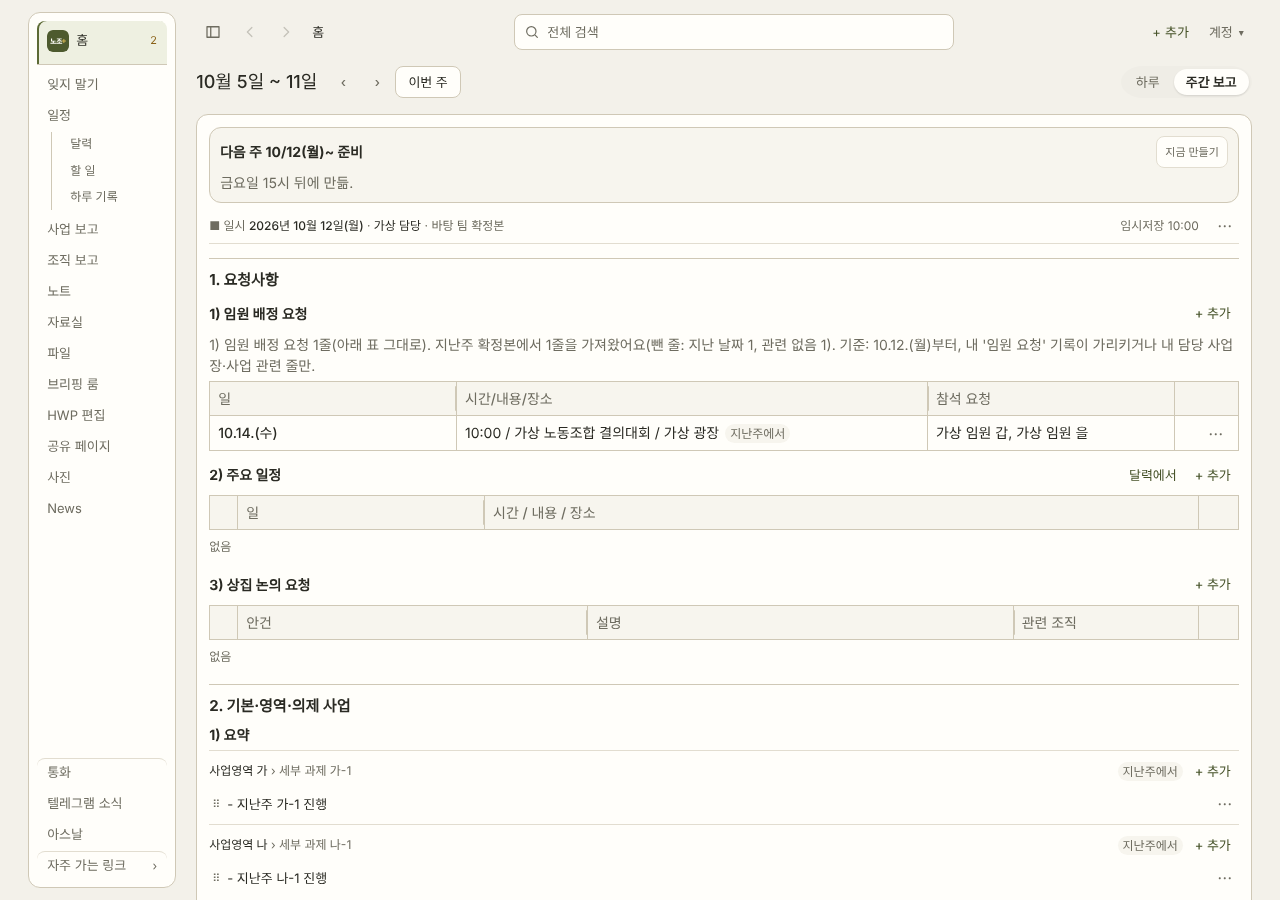 노조+ 홈 2
잊지 말기
일정
달력
할 일
하루 기록
사업 보고
조직 보고
노트
자료실
파일
브리핑 룸
HWP 편집
공유 페이지
사진
News
통화
텔레그램 소식
아스날
자주 가는 링크 ›
홈
전체 검색
+ 추가 계정 ▾
10월 5일 ~ 11일 ‹ › 이번 주
하루 주간 보고
다음 주 10/12(월)~ 준비
지금 만들기
금요일 15시 뒤에 만듦.
■ 일시 2026년 10월 12일(월) · 가상 담당 · 바탕 팀 확정본
임시저장 10:00 ···
1. 요청사항
1) 임원 배정 요청 + 추가
1) 임원 배정 요청 1줄(아래 표 그대로). 지난주 확정본에서 1줄을 가져왔어요(뺀 줄: 지난 날짜 1, 관련 없음 1). 기준: 10.12.(월)부터, 내 '임원 요청' 기록이 가리키거나 내 담당 사업
장·사업 관련 줄만.
일 시간/내용/장소 참석 요청
10.14.(수) 10:00 / 가상 노동조합 결의대회 / 가상 광장 지난주에서 가상 임원 갑, 가상 임원 을 ···
2) 주요 일정 달력에서 + 추가
일 시간 / 내용 / 장소
없음
3) 상집 논의 요청 + 추가
안건 설명 관련 조직
없음
2. 기본·영역·의제 사업
1) 요약
사업영역 가 › 세부 과제 가-1 지난주에서 + 추가
⠿ - 지난주 가-1 진행 ···
사업영역 나 › 세부 과제 나-1 지난주에서 + 추가
⠿ - 지난주 나-1 진행 ···